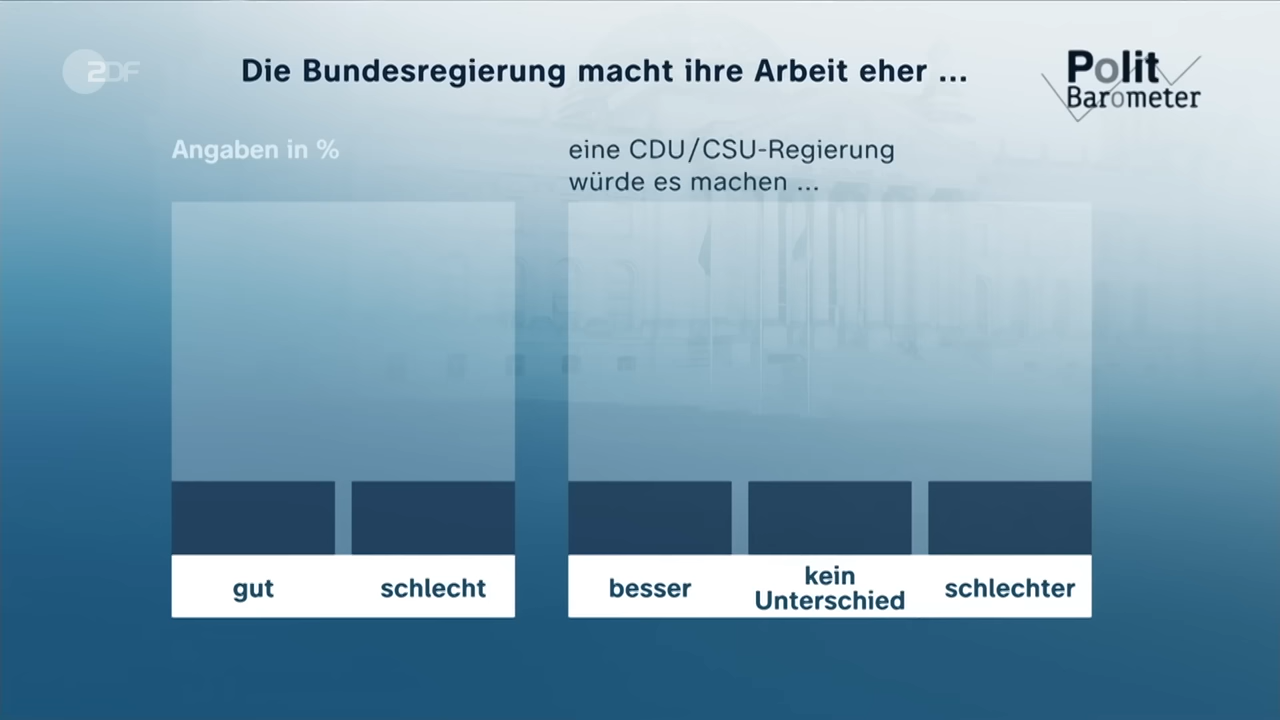 ZDF
Die Bundesregierung macht ihre Arbeit eher ...
Polit
Barometer
Angaben in %
eine CDU/CSU-Regierung
würde es machen ...
gut
schlecht
besser
kein
Unterschied
schlechter